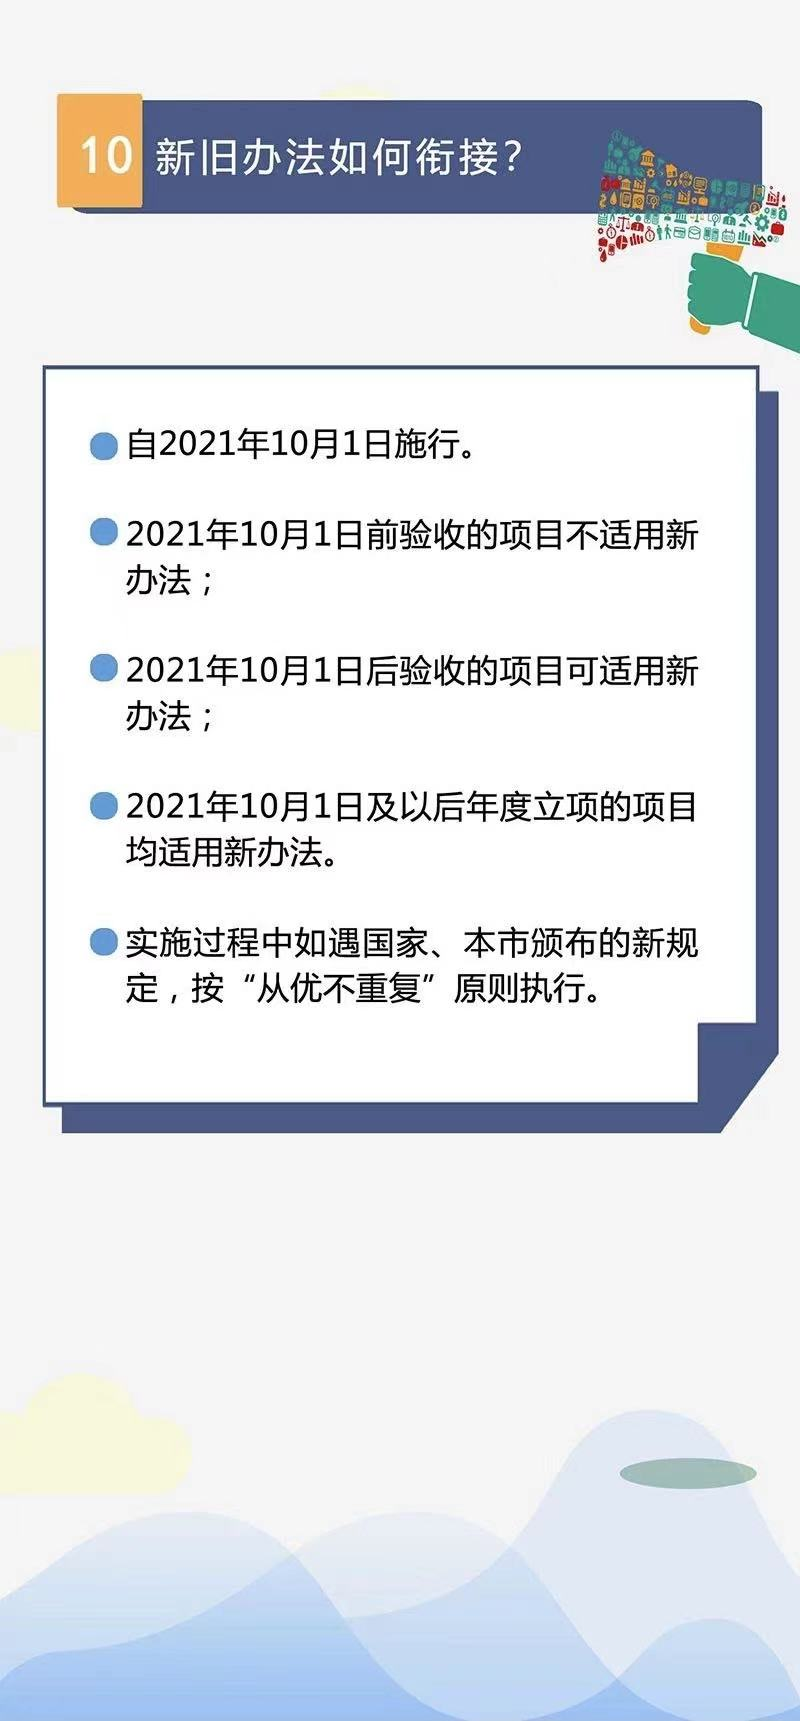 10 新旧办法如何衔接？
自2021年10月1日施行。
2021年10月1日前验收的项目不适用新
办法；
2021年10月1日后验收的项目可适用新
办法；
2021年10月1日及以后年度立项的项目
均适用新办法。
实施过程中如遇国家、本市颁布的新规
定，按“从优不重复”原则执行。